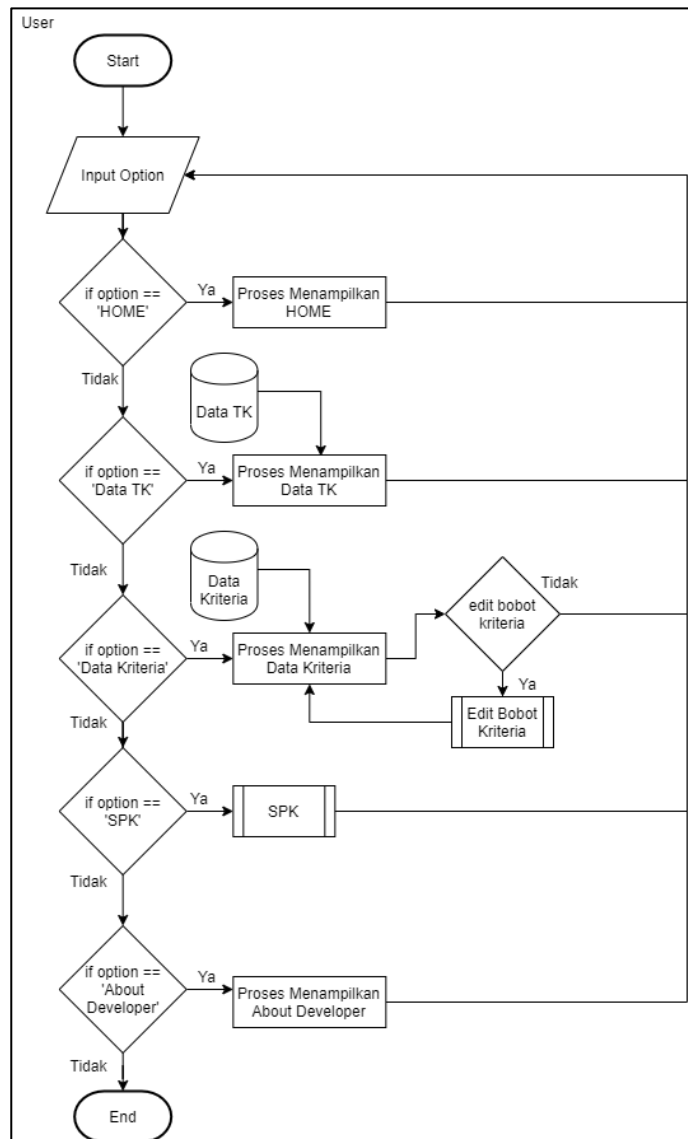 User
Start
Input Option
if option ==
'HOME'
Ya
Proses Menampilkan
HOME
Tidak
Data TK
if option ==
'Data TK'
Ya
Proses Menampilkan
Data TK
Tidak
Data
Kriteria
if option ==
'Data Kriteria'
Ya
Proses Menampilkan
Data Kriteria
edit bobot
kriteria
Tidak
Ya
Edit Bobot
Kriteria
Tidak
if option ==
'SPK'
Ya
SPK
Tidak
if option ==
'About
Developer'
Ya
Proses Menampilkan
About Developer
Tidak
End